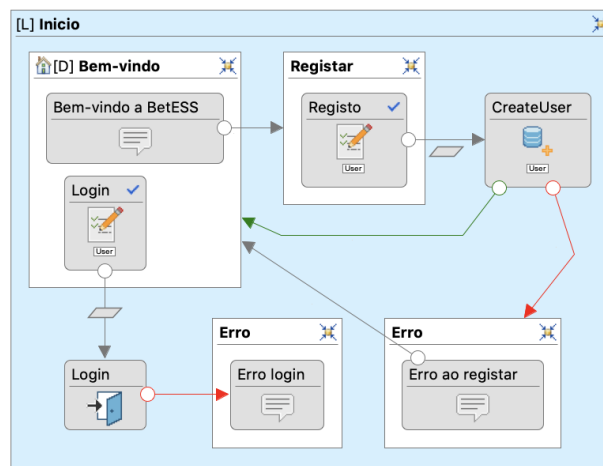 [L] Inicio
[D] Bem-vindo
Registar
Bem-vindo a BetESS
Registo
User
CreateUser
User
Login
User
Erro
Erro
Login
Erro login
Erro ao registar